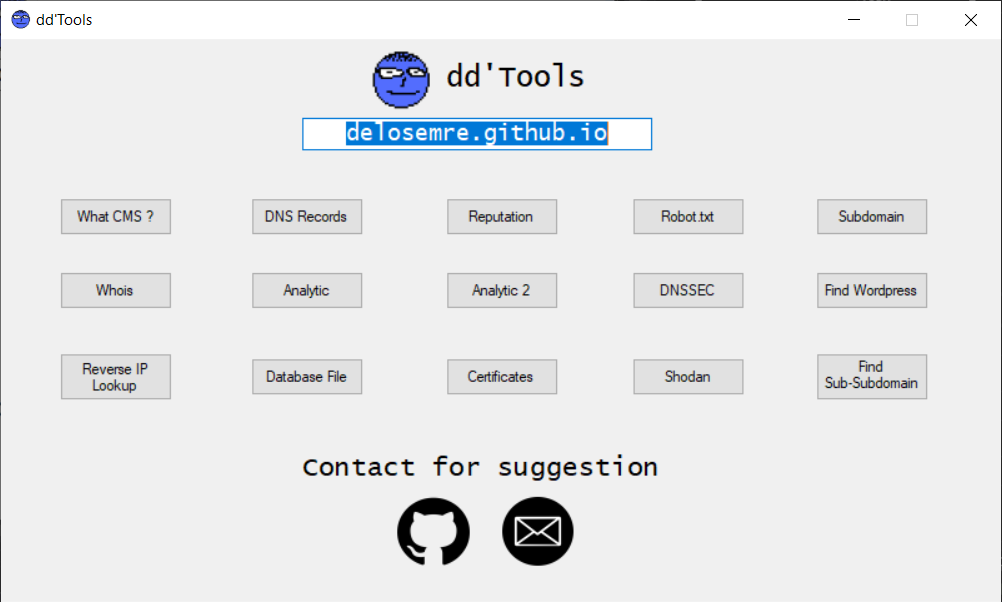 dd'Tools
dd'Tools
delosemre.github.io
What CMS ?
DNS Records
Reputation
Robot.txt
Subdomain
Whois
Analytic
Analytic 2
DNSSEC
Find Wordpress
Reverse IP
Lookup
Database File
Certificates
Shodan
Find
Sub-Subdomain
Contact for suggestion